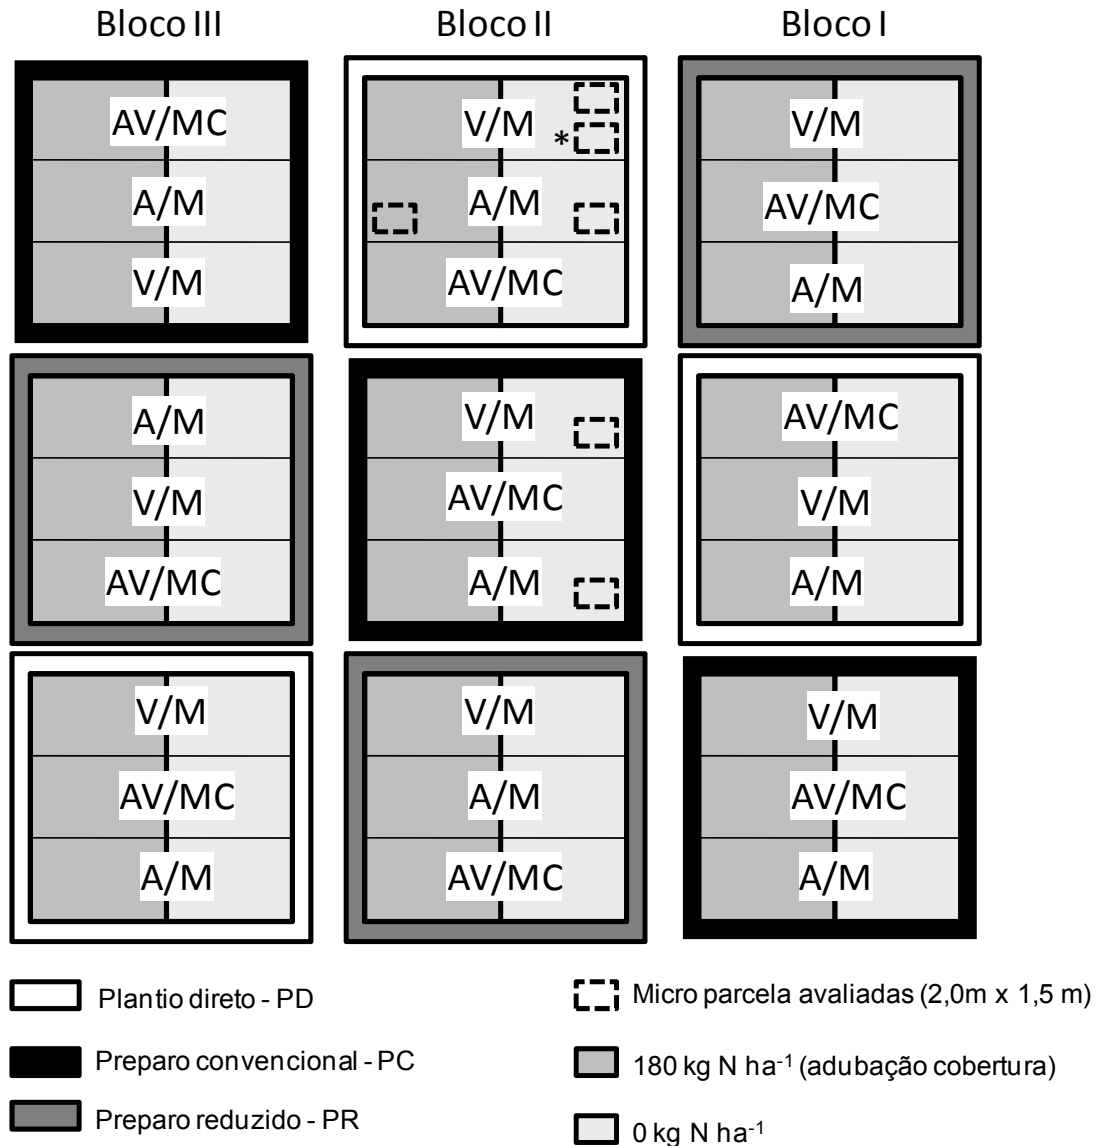 Bloco III Bloco II Bloco I
AV/MC V/M V/M
*
A/M A/M AV/MC
V/M AV/MC A/M
A/M V/M AV/MC
V/M AV/MC V/M
AV/MC A/M A/M
V/M V/M V/M
AV/MC A/M AV/MC
A/M AV/MC A/M
Plantio direto - PD
Preparo convencional - PC
Preparo reduzido - PR
Micro parcela avaliadas (2,0m x 1,5 m)
180 kg N ha⁻¹ (adubação cobertura)
0 kg N ha⁻¹